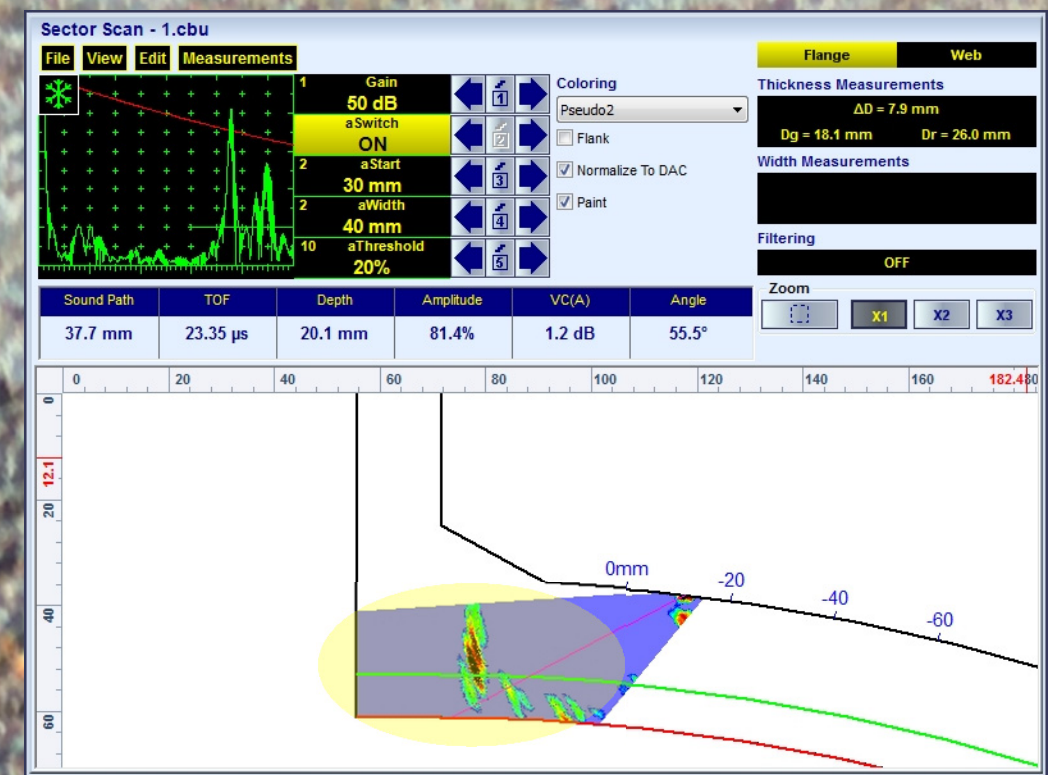 Sector Scan - 1.cbu
File View Edit Measurements
1 Gain
50 dB
1
aSwitch
ON
2
2 aStart
30 mm
3
2 aWidth
40 mm
4
10 aThreshold
20%
5
Coloring
Pseudo2
Flank
Normalize To DAC
Paint
Flange Web
Thickness Measurements
ΔD = 7.9 mm
Dg = 18.1 mm Dr = 26.0 mm
Width Measurements
Filtering
OFF
Zoom
X1 X2 X3
Sound Path TOF Depth Amplitude VC(A) Angle
37.7 mm 23.35 µs 20.1 mm 81.4% 1.2 dB 55.5°
0 20 40 60 80 100 120 140 160 182.480
0
12.1
20
40
60
0mm
-20
-40
-60